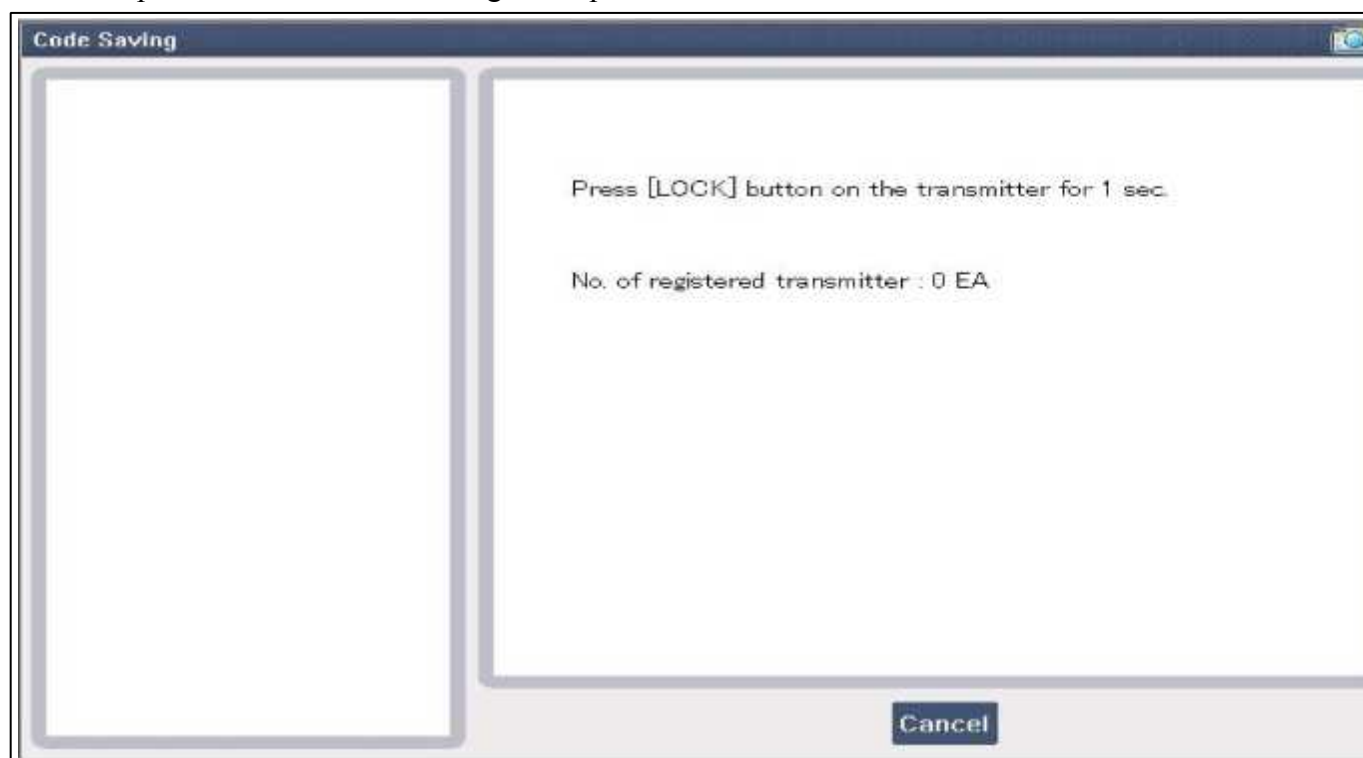 Code Saving
Press [LOCK] button on the transmitter for 1 sec.
No. of registered transmitter : 0 EA
Cancel